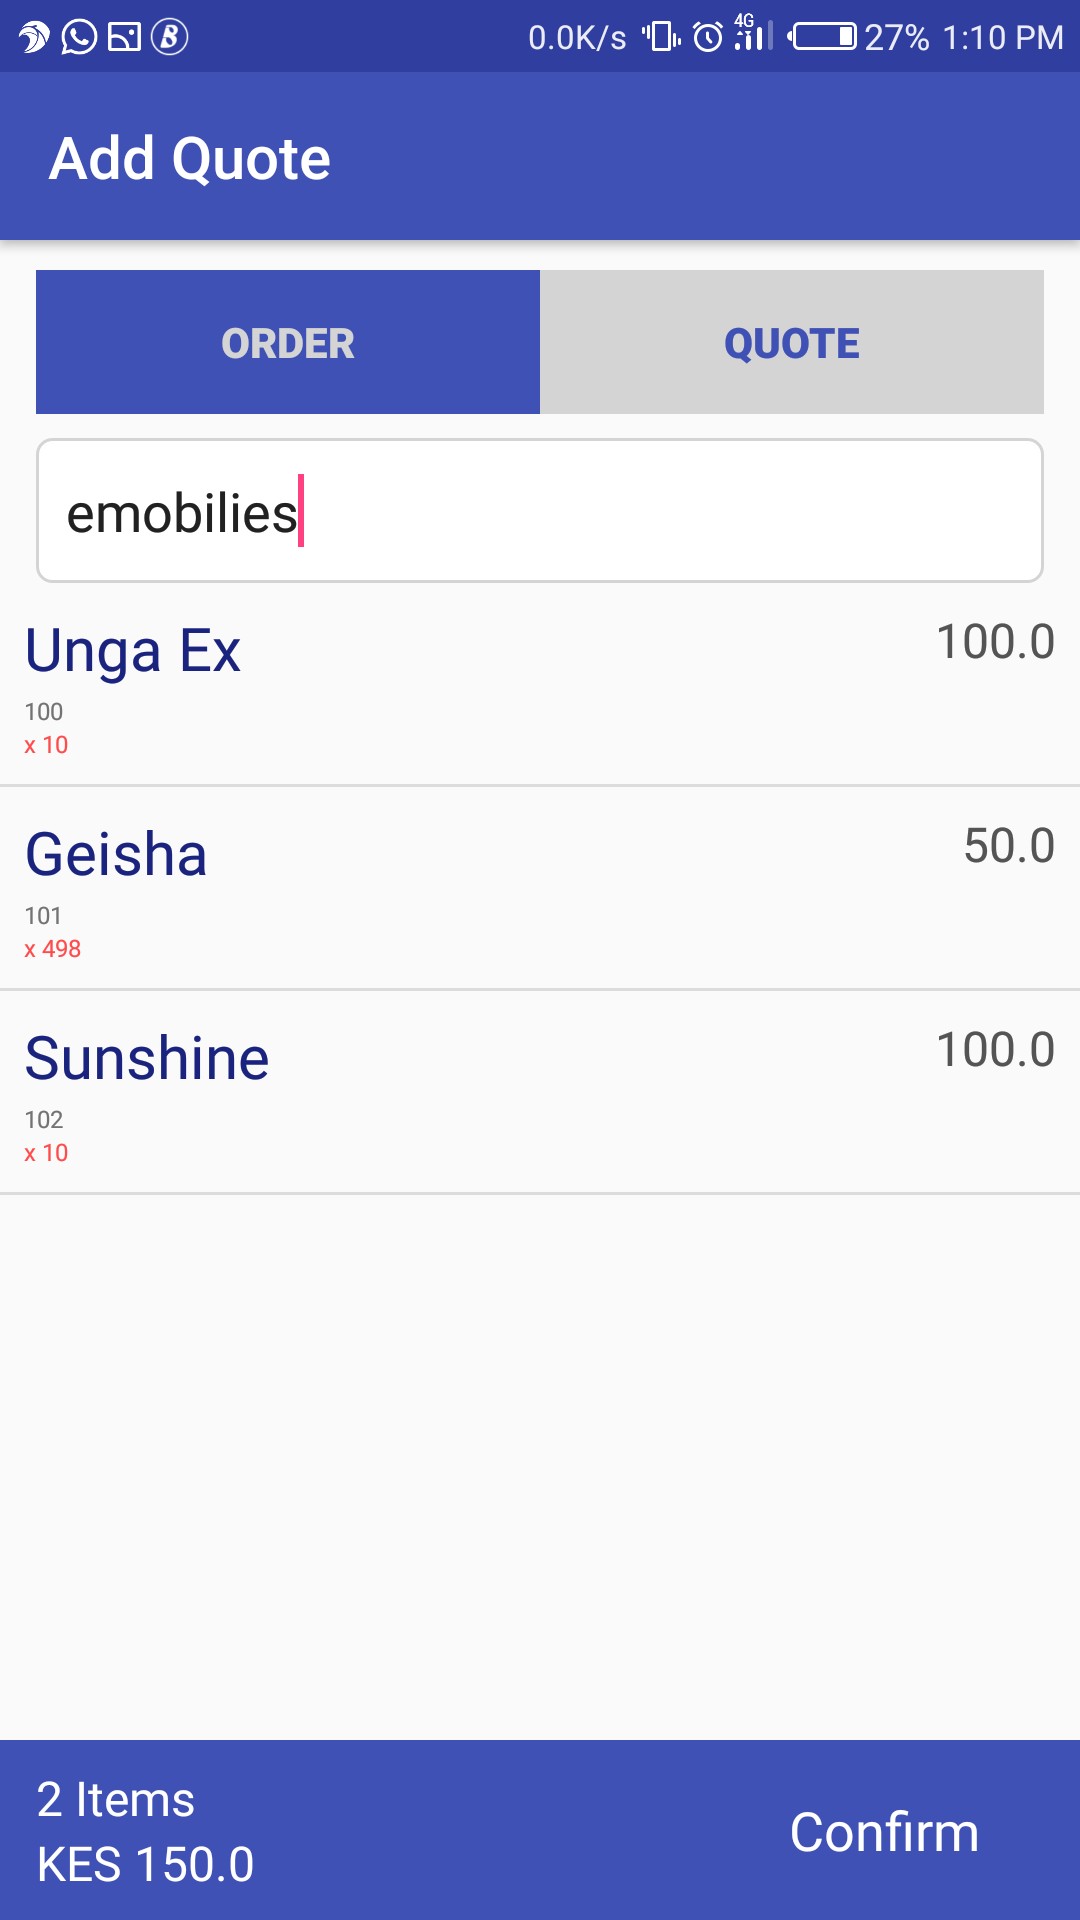 0.0K/s 4G 27% 1:10 PM
Add Quote
ORDER QUOTE
emobilies
Unga Ex 100.0
100
x 10
Geisha 50.0
101
x 498
Sunshine 100.0
102
x 10
2 Items
KES 150.0
Confirm